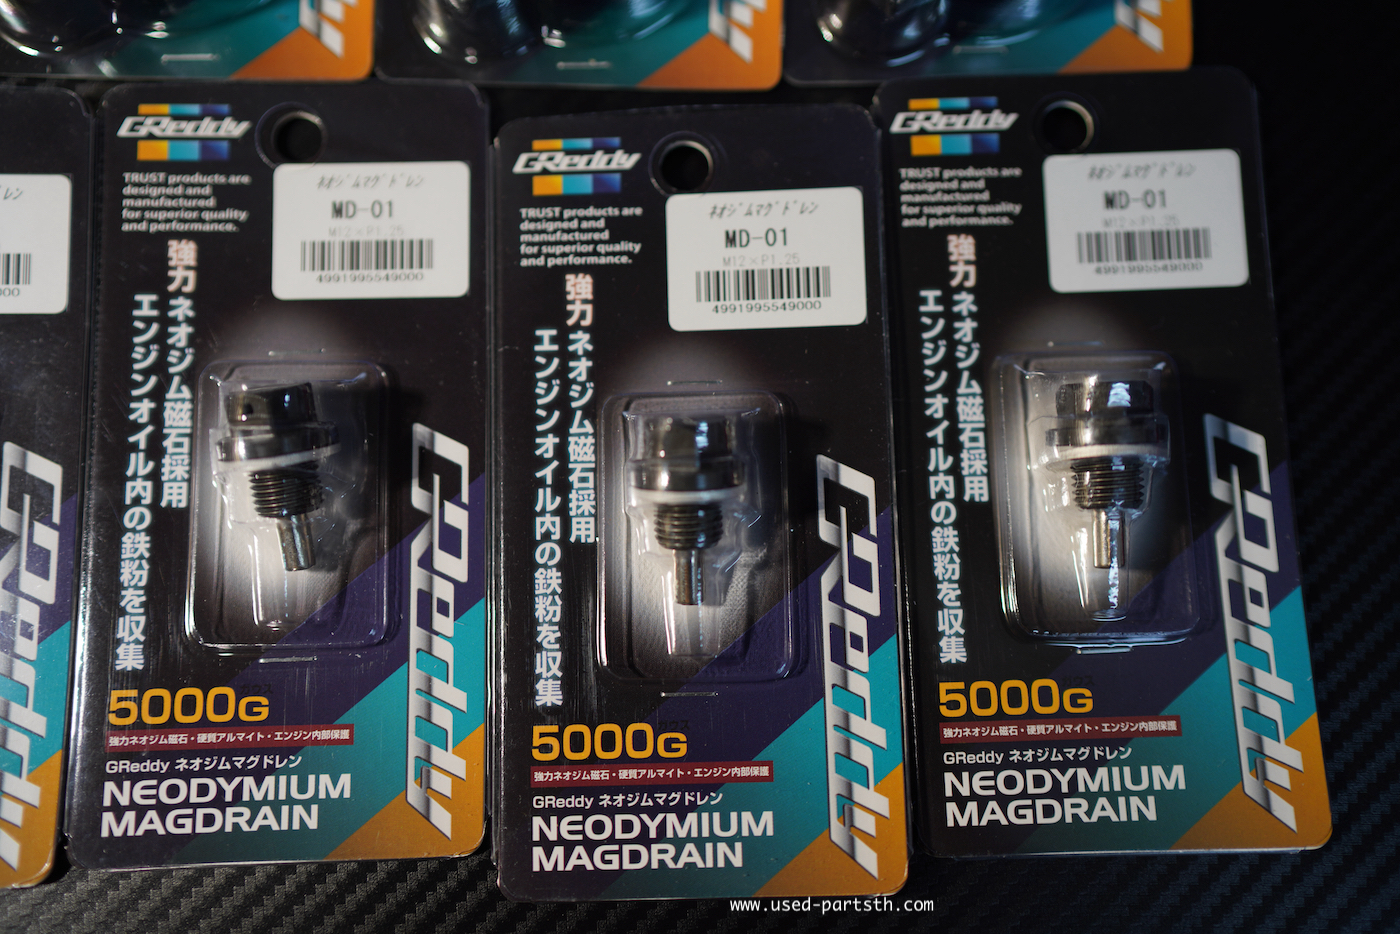 GReddy
TRUST products are
designed and
manufactured
for superior quality
and performance.
ネオジムマグドレン
MD-01
M12×P1.25
4991995549000
強力ネオジム磁石採用
エンジンオイル内の鉄粉を収集
GReddy
5000G
強力ネオジム磁石・硬質アルマイト・エンジン内部保護
GReddy ネオジムマグドレン
NEODYMIUM
MAGDRAIN
GReddy
TRUST products are
designed and
manufactured
for superior quality
and performance.
ネオジムマグドレン
MD-01
M12×P1.25
4991995549000
強力ネオジム磁石採用
エンジンオイル内の鉄粉を収集
GReddy
5000G
強力ネオジム磁石・硬質アルマイト・エンジン内部保護
GReddy ネオジムマグドレン
NEODYMIUM
MAGDRAIN
GReddy
TRUST products are
designed and
manufactured
for superior quality
and performance.
ネオジムマグドレン
MD-01
M12×P1.25
4991995549000
強力ネオジム磁石採用
エンジンオイル内の鉄粉を収集
GReddy
5000G
強力ネオジム磁石・硬質アルマイト・エンジン内部保護
GReddy ネオジムマグドレン
NEODYMIUM
MAGDRAIN
www.used-partsth.com